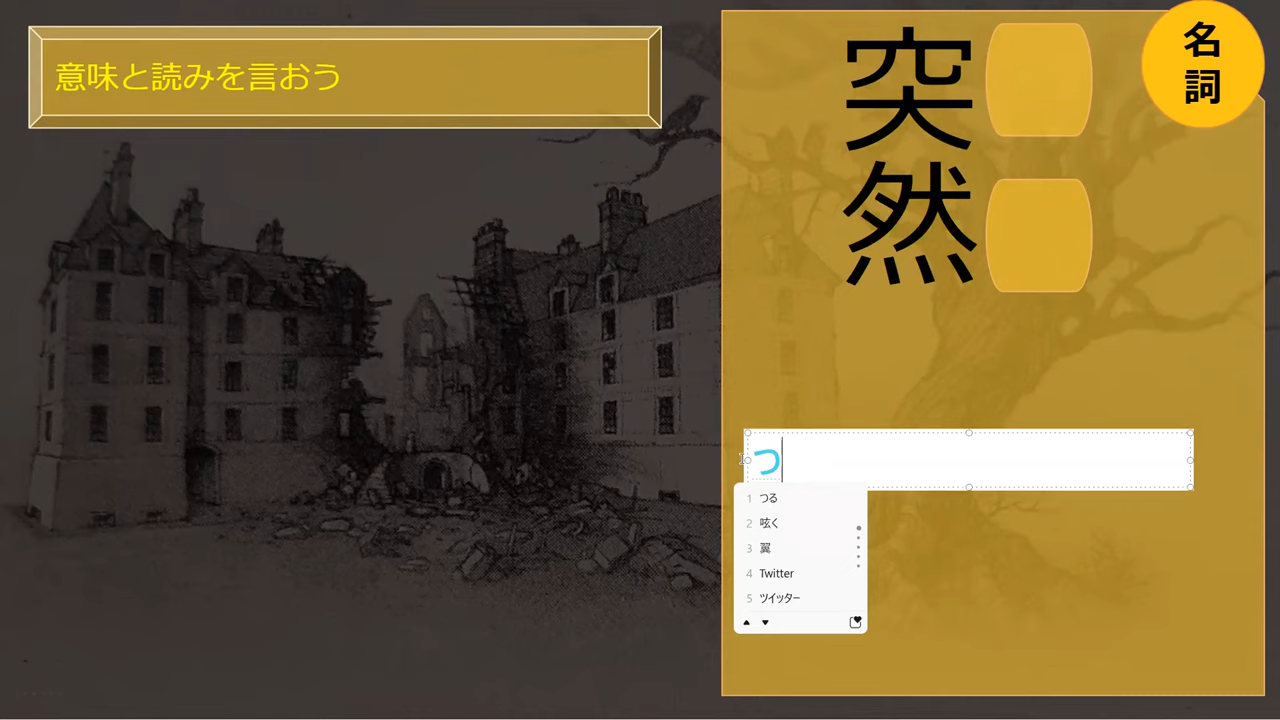 意味と読みを言おう
突然
名詞
つ
1 つる
2 呟く
3 翼
4 Twitter
5 ツイッター